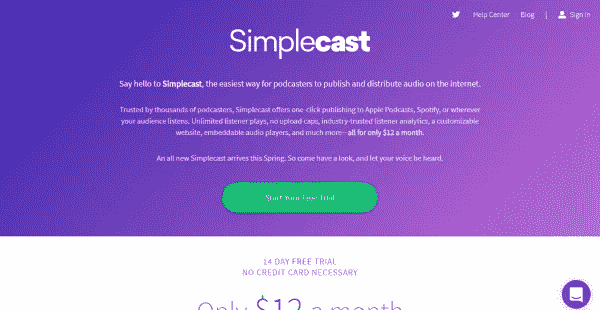 Help Center Blog | Sign in
Simplecast
Say hello to Simplecast, the easiest way for podcasters to publish and distribute audio on the internet.
Trusted by thousands of podcasters, Simplecast offers one-click publishing to Apple Podcasts, Spotify, or wherever
your audience listens. Unlimited listener plays, no upload caps, industry-trusted listener analytics, a customizable
website, embeddable audio players, and much more—all for only $12 a month.
An all new Simplecast arrives this Spring. So come have a look, and let your voice be heard.
Start Your Free Trial
14 DAY FREE TRIAL
NO CREDIT CARD NECESSARY
Only $12 a month